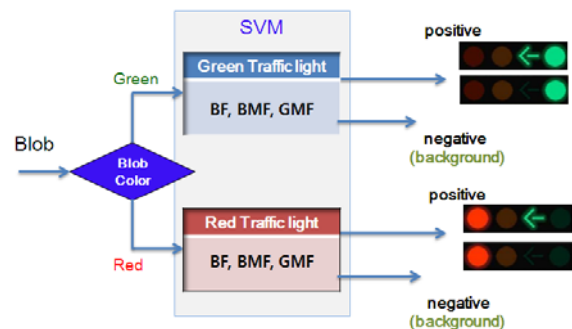 SVM
positive
Green
Green Traffic light
BF, BMF, GMF
Blob
Blob
Color
negative
(background)
positive
Red Traffic light
Red
BF, BMF, GMF
negative
(background)